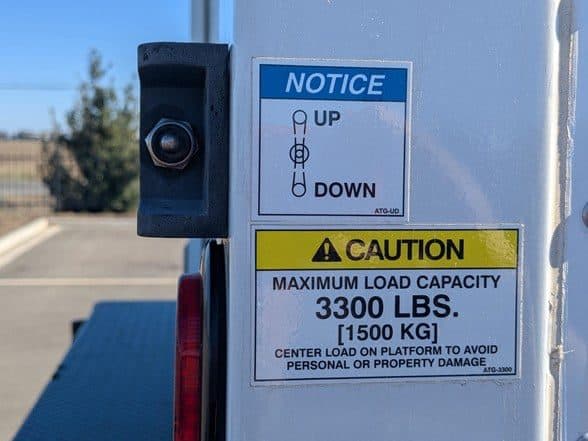 NOTICE
UP
DOWN
ATG-UD
CAUTION
MAXIMUM LOAD CAPACITY
3300 LBS.
[1500 KG]
CENTER LOAD ON PLATFORM TO AVOID
PERSONAL OR PROPERTY DAMAGE
ATG-3300